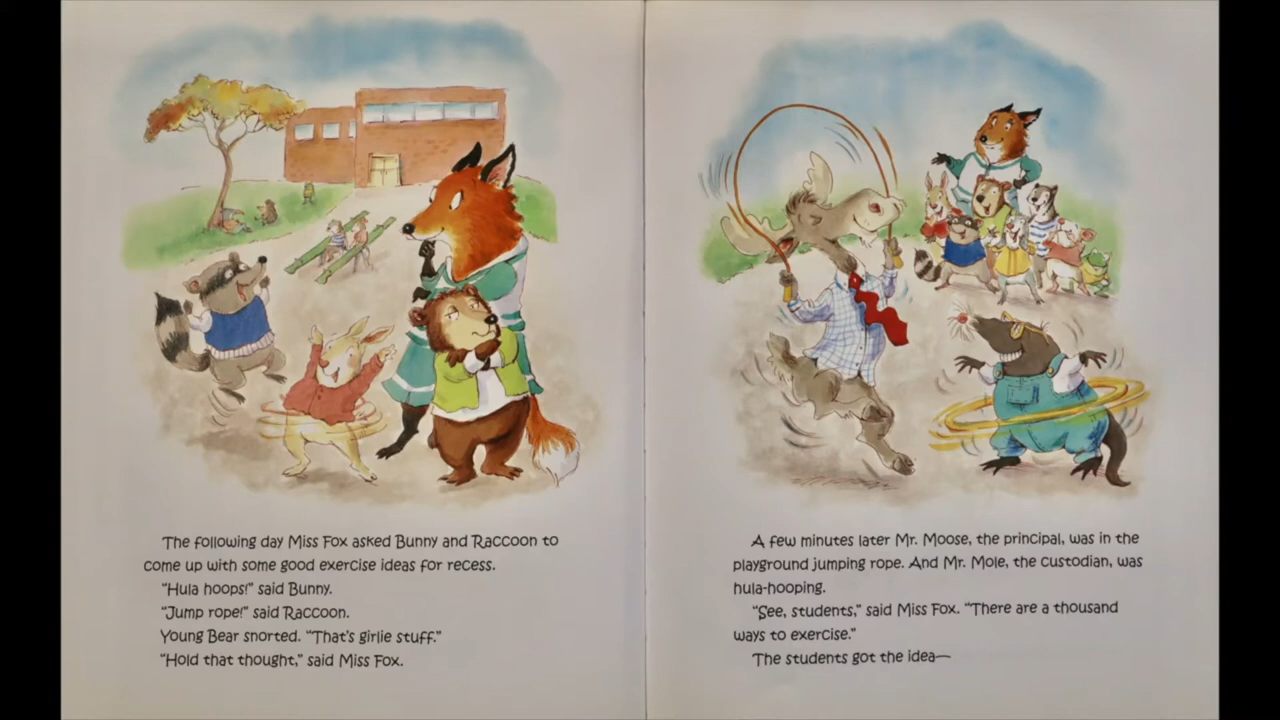 The following day Miss Fox asked Bunny and Raccoon to
come up with some good exercise ideas for recess.
"Hula hoops!" said Bunny.
"Jump rope!" said Raccoon.
Young Bear snorted. "That's girlie stuff."
"Hold that thought," said Miss Fox.
A few minutes later Mr. Moose, the principal, was in the
playground jumping rope. And Mr. Mole, the custodian, was
hula-hooping.
"See, students," said Miss Fox. "There are a thousand
ways to exercise."
The students got the idea—